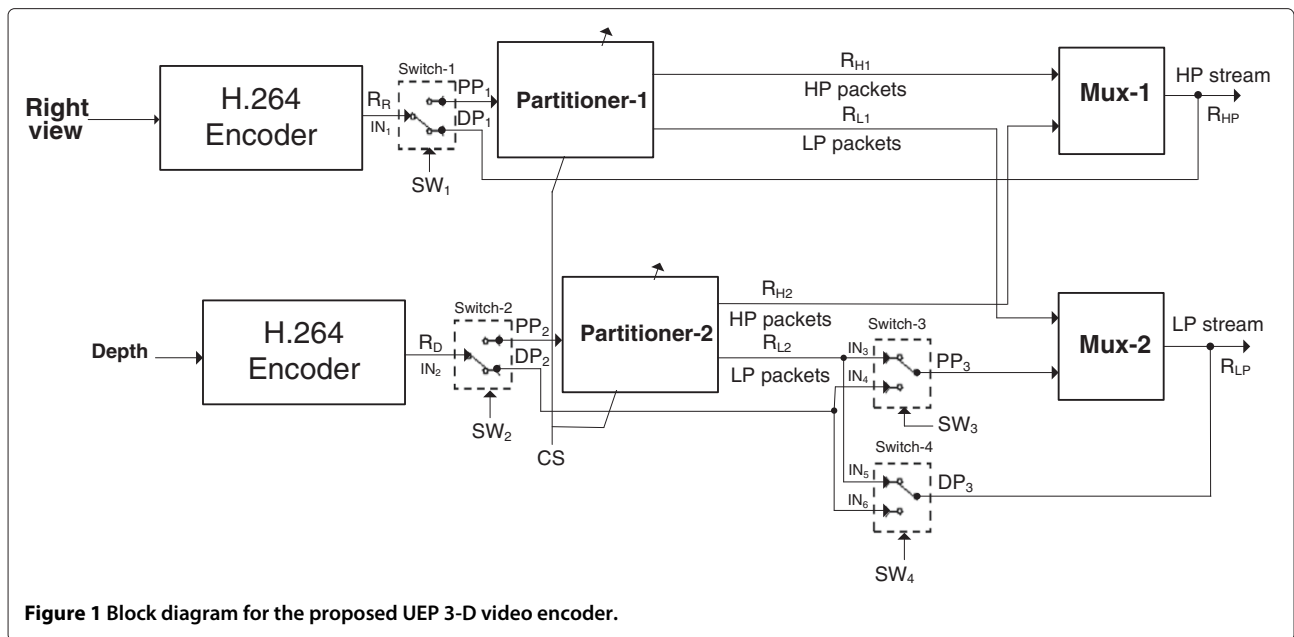 Right view
H.264 Encoder
R_R
IN_1
Switch-1
PP_1
DP_1
SW_1
Partitioner-1
R_H1
HP packets
R_L1
LP packets
Mux-1
HP stream
R_HP
Depth
H.264 Encoder
R_D
IN_2
Switch-2
PP_2
DP_2
SW_2
CS
Partitioner-2
R_H2
HP packets
R_L2
LP packets
Switch-3
IN_3
IN_4
PP_3
SW_3
Switch-4
IN_5
IN_6
DP_3
SW_4
Mux-2
LP stream
R_LP
Figure 1 Block diagram for the proposed UEP 3-D video encoder.